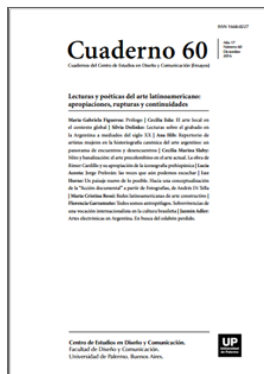 ISSN 1668-0227
Año 17
Número 60
Diciembre
2016
Cuaderno 60
Cuadernos del Centro de Estudios en Diseño y Comunicación [Ensayos]
Lecturas y poéticas del arte latinoamericano:
apropiaciones, rupturas y continuidades
María Gabriela Figueroa: Prólogo | Cecilia Iida: El arte local en
el contexto global | Silvia Dolinko: Lecturas sobre el grabado en
la Argentina a mediados del siglo XX | Ana Hib: Repertorio de
artistas mujeres en la historiografía canónica del arte argentino: un
panorama de encuentros y desencuentros | Cecilia Marina Slaby:
Mito y banalización: el arte precolombino en el arte actual. La obra de
Rimer Cardillo y su apropiación de la iconografía prehispánica | Lucía
Acosta: Jorge Prelorán: las voces que aún podemos escuchar | Luz
Horne: Un paisaje nuevo de lo posible. Hacia una conceptualización
de la "ficción documental" a partir de Fotografías, de Andrés Di Tella
| María Cristina Rossi: Redes latinoamericanas de arte constructivo |
Florencia Garramuño: Todos somos antropófagos. Sobrevivencias de
una vocación internacionalista en la cultura brasileña | Jazmín Adler:
Artes electrónicas en Argentina. En busca del eslabón perdido.
Centro de Estudios en Diseño y Comunicación.
Facultad de Diseño y Comunicación.
Universidad de Palermo. Buenos Aires.
UP
Universidad
de Palermo